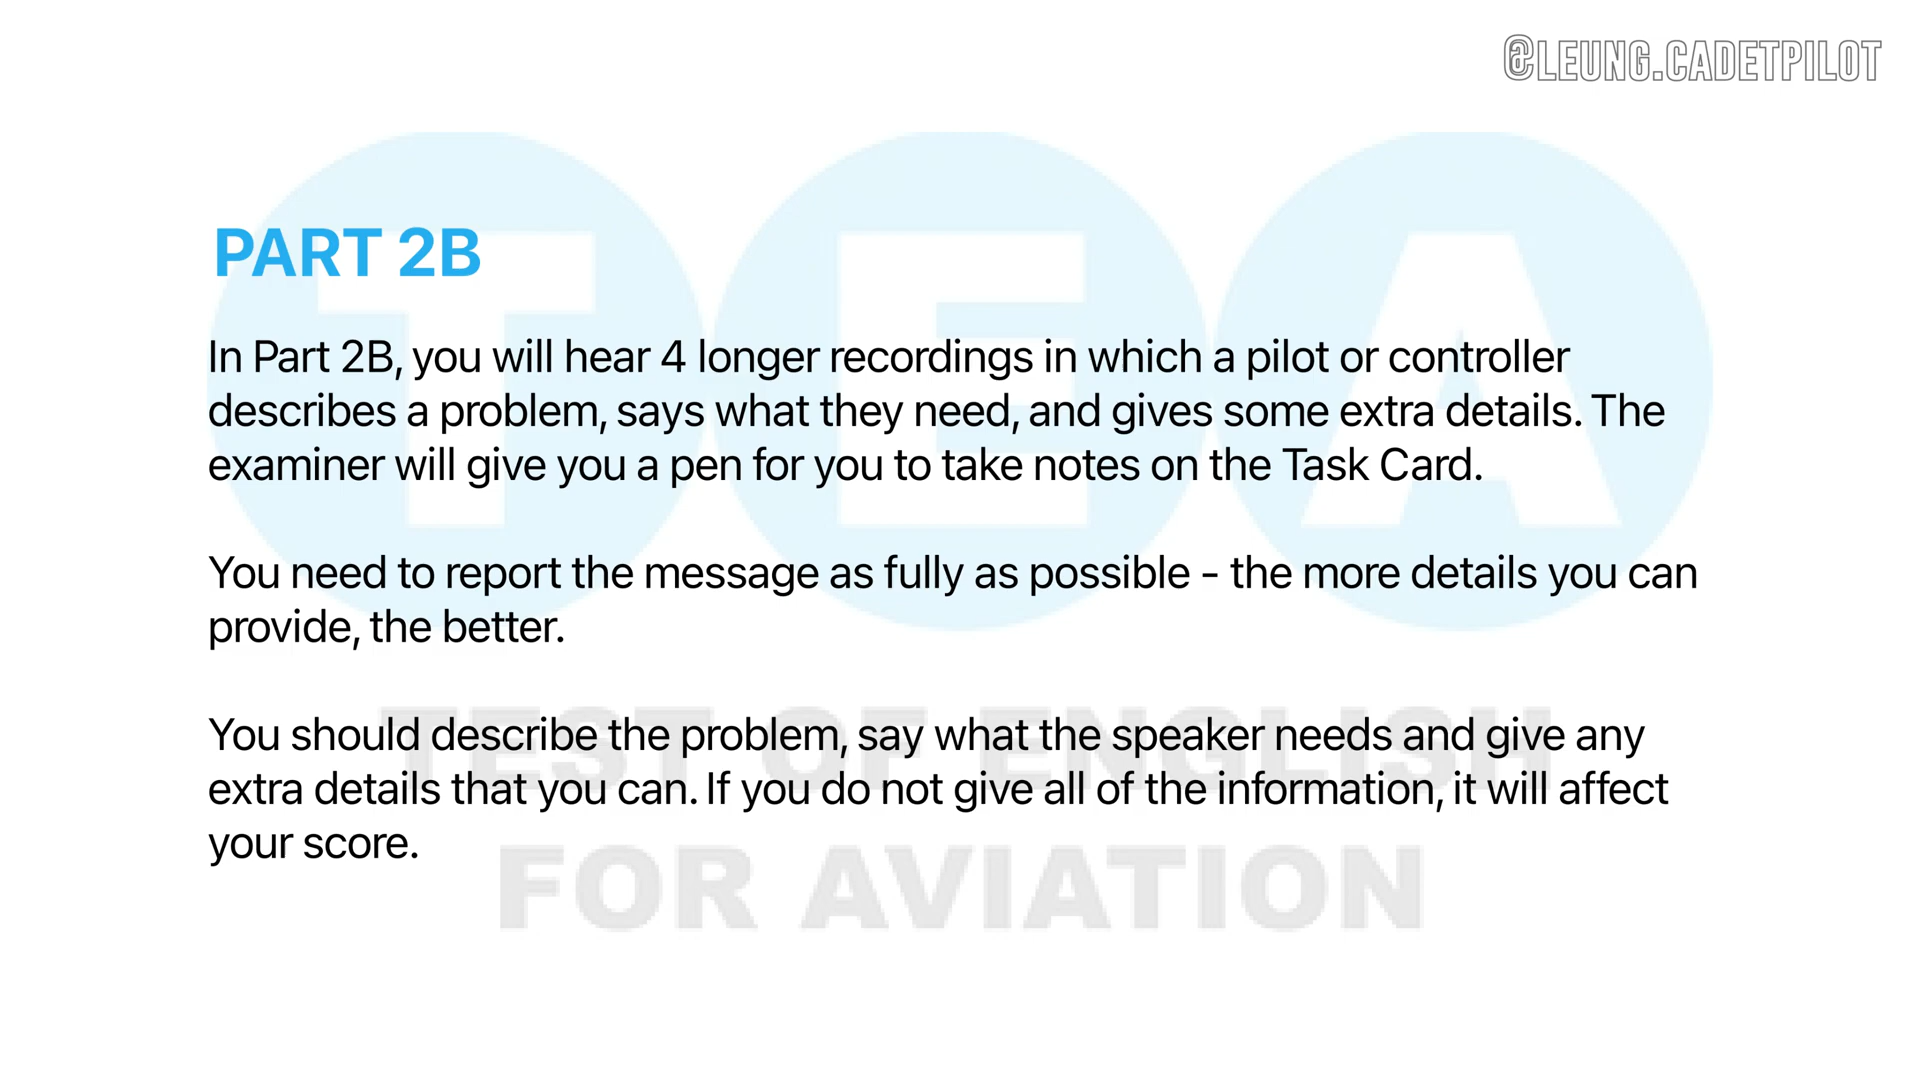 @LEUNG.CADETPILOT
TEA
PART 2B
In Part 2B, you will hear 4 longer recordings in which a pilot or controller
describes a problem, says what they need, and gives some extra details. The
examiner will give you a pen for you to take notes on the Task Card.
You need to report the message as fully as possible - the more details you can
provide, the better.
TEST OF ENGLISH
You should describe the problem, say what the speaker needs and give any
extra details that you can. If you do not give all of the information, it will affect
your score.
FOR AVIATION